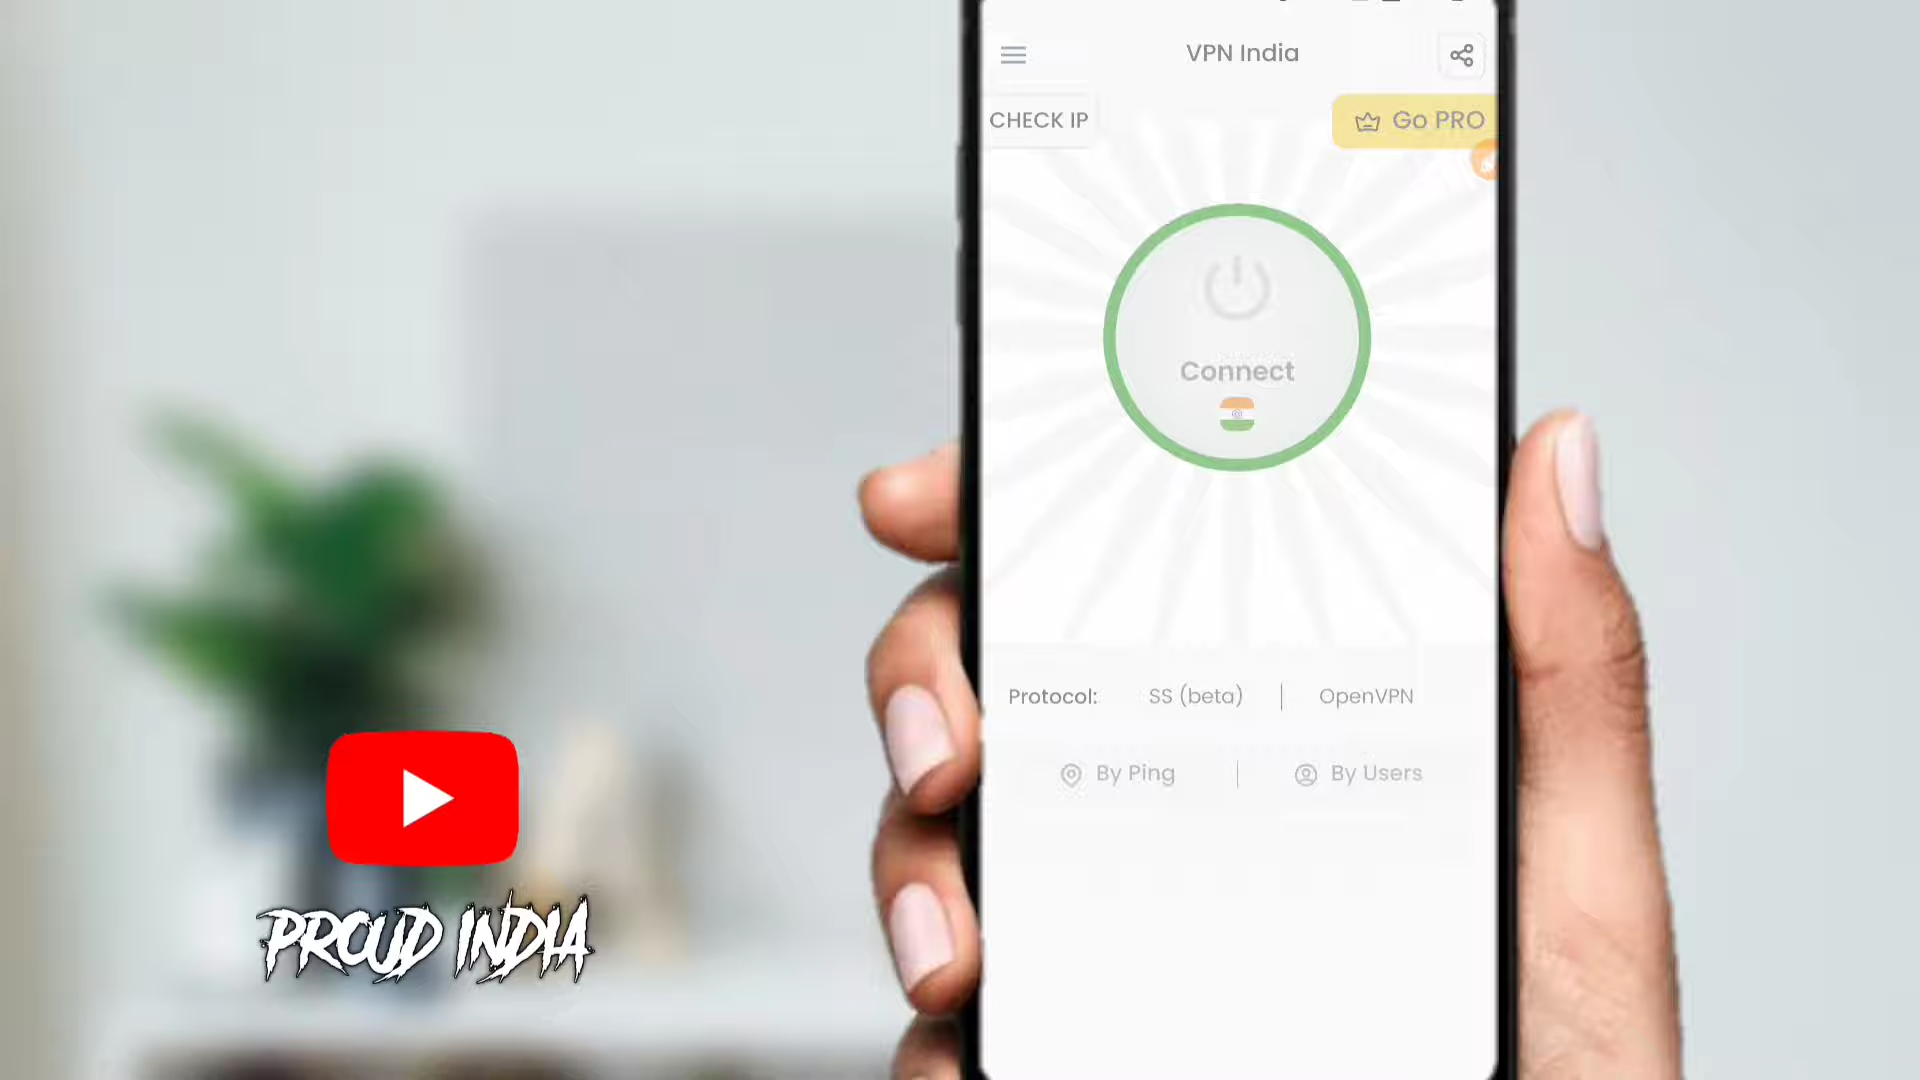 VPN India
CHECK IP
Go PRO
Connect
Protocol: SS (beta) | OpenVPN
By Ping | By Users
PROUD INDIA